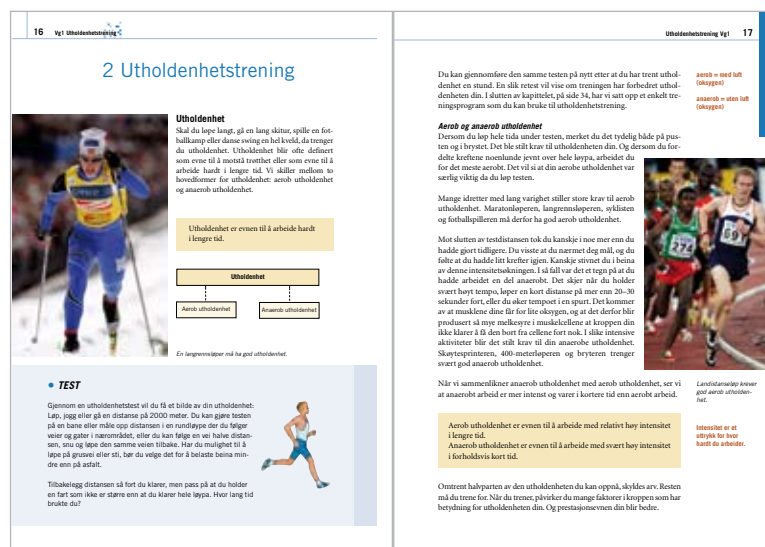 16 Vg1 Utholdenhetstrening
2 Utholdenhetstrening
Utholdenhet
Skal du løpe langt, gå en lang skitur, spille en fot-
ballkamp eller danse swing en hel kveld, da trenger
du utholdenhet. Utholdenhet blir ofte definert
som evne til å motstå trøtthet eller som evne til å
arbeide hardt i lengre tid. Vi skiller mellom to
hovedformer for utholdenhet: aerob utholdenhet
og anaerob utholdenhet.
Utholdenhet er evnen til å arbeide hardt
i lengre tid.
Utholdenhet
Aerob utholdenhet
Anaerob utholdenhet
En langrennsløper må ha god utholdenhet.
• TEST
Gjennom en utholdenhetstest vil du få et bilde av din utholdenhet:
Løp, jogg eller gå en distanse på 2000 meter. Du kan gjøre testen
på en bane eller måle opp distansen i en rundløype der du følger
veier og gater i nærområdet, eller du kan følge en vei halve distan-
sen, snu og løpe den samme veien tilbake. Har du mulighet til å
løpe på grusvei eller sti, bør du velge det for å belaste beina min-
dre enn på asfalt.
Tilbakelegg distansen så fort du klarer, men pass på at du holder
en fart som ikke er større enn at du klarer hele løypa. Hvor lang tid
brukte du?
Utholdenhetstrening Vg1 17
Du kan gjennomføre den samme testen på nytt etter at du har trent uthol-
denhet en stund. En slik retest vil vise om treningen har forbedret uthol-
denheten din. I slutten av kapittelet, på side 34, har vi satt opp et enkelt tre-
ningsprogram som du kan bruke til utholdenhetstrening.
aerob = med luft
(oksygen)
anaerob = uten luft
(oksygen)
Aerob og anaerob utholdenhet
Dersom du løp hele tida under testen, merket du det tydelig både på pus-
ten og i brystet. Det ble stilt krav til utholdenheten din. Og dersom du for-
delte kreftene noenlunde jevnt over hele løypa, arbeidet du
for det meste aerobt. Det vil si at din aerobe utholdenhet var
særlig viktig da du løp testen.
Mange idretter med lang varighet stiller store krav til aerob
utholdenhet. Maratonløperen, langrennsløperen, syklisten
og fotballspilleren må derfor ha god aerob utholdenhet.
Mot slutten av testdistansen tok du kanskje i noe mer enn du
hadde gjort tidligere. Du visste at du nærmet deg mål, og du
følte at du hadde litt krefter igjen. Kanskje stivnet du i beina
av denne intensitetsøkningen. I så fall var det et tegn på at du
hadde arbeidet en del anaerobt. Det skjer når du holder
svært høyt tempo, løper en kort distanse på mer enn 20–30
sekunder fort, eller du øker tempoet i en spurt. Det kommer
av at musklene dine får for lite oksygen, og at det derfor blir
produsert så mye melkesyre i muskelcellene at kroppen din
ikke klarer å få den bort fra cellene fort nok. I slike intensive
aktiviteter blir det stilt krav til din anaerobe utholdenhet.
Skøytesprinteren, 400-meterløperen og bryteren trenger
svært god anaerob utholdenhet.
274
691
Når vi sammenlikner anaerob utholdenhet med aerob utholdenhet, ser vi
at anaerobt arbeid er mer intenst og varer i kortere tid enn aerobt arbeid.
Landistanseløp krever
god aerob utholden-
het.
Aerob utholdenhet er evnen til å arbeide med relativt høy intensitet
i lengre tid.
Anaerob utholdenhet er evnen til å arbeide med svært høy intensitet
i forholdsvis kort tid.
Intensitet er et
uttrykk for hvor
hardt du arbeider.
Omtrent halvparten av den utholdenheten du kan oppnå, skyldes arv. Resten
må du trene for. Når du trener, påvirker du mange faktorer i kroppen som har
betydning for utholdenheten din. Og prestasjonsevnen din blir bedre.